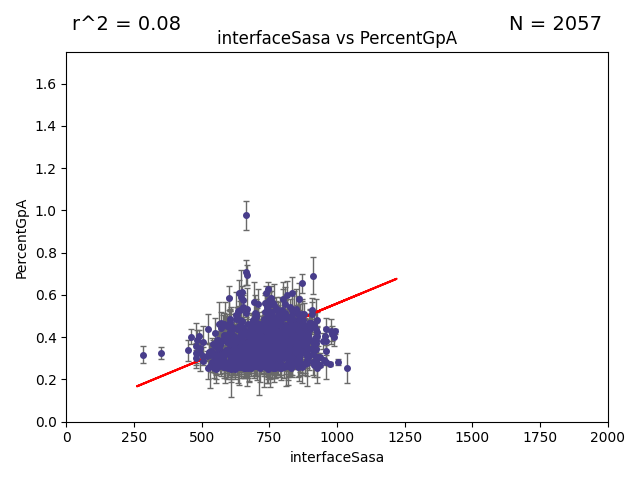 r^2 = 0.08
N = 2057
interfaceSasa vs PercentGpA
PercentGpA
1.6
1.4
1.2
1.0
0.8
0.6
0.4
0.2
0.0
0 250 500 750 1000 1250 1500 1750 2000
interfaceSasa